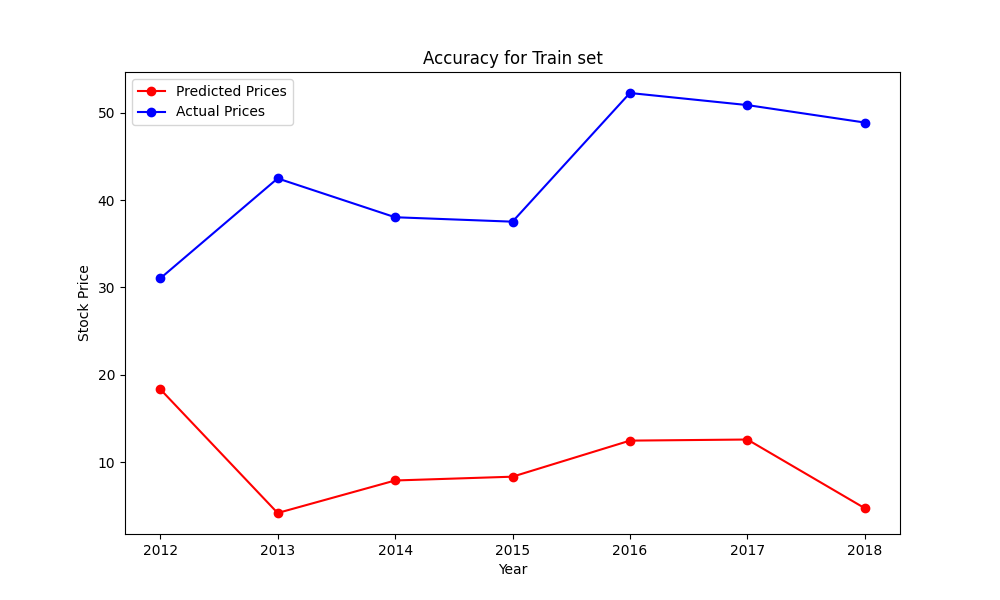 Accuracy for Train set
Predicted Prices
Actual Prices
Stock Price
50
40
30
20
10
2012 2013 2014 2015 2016 2017 2018
Year